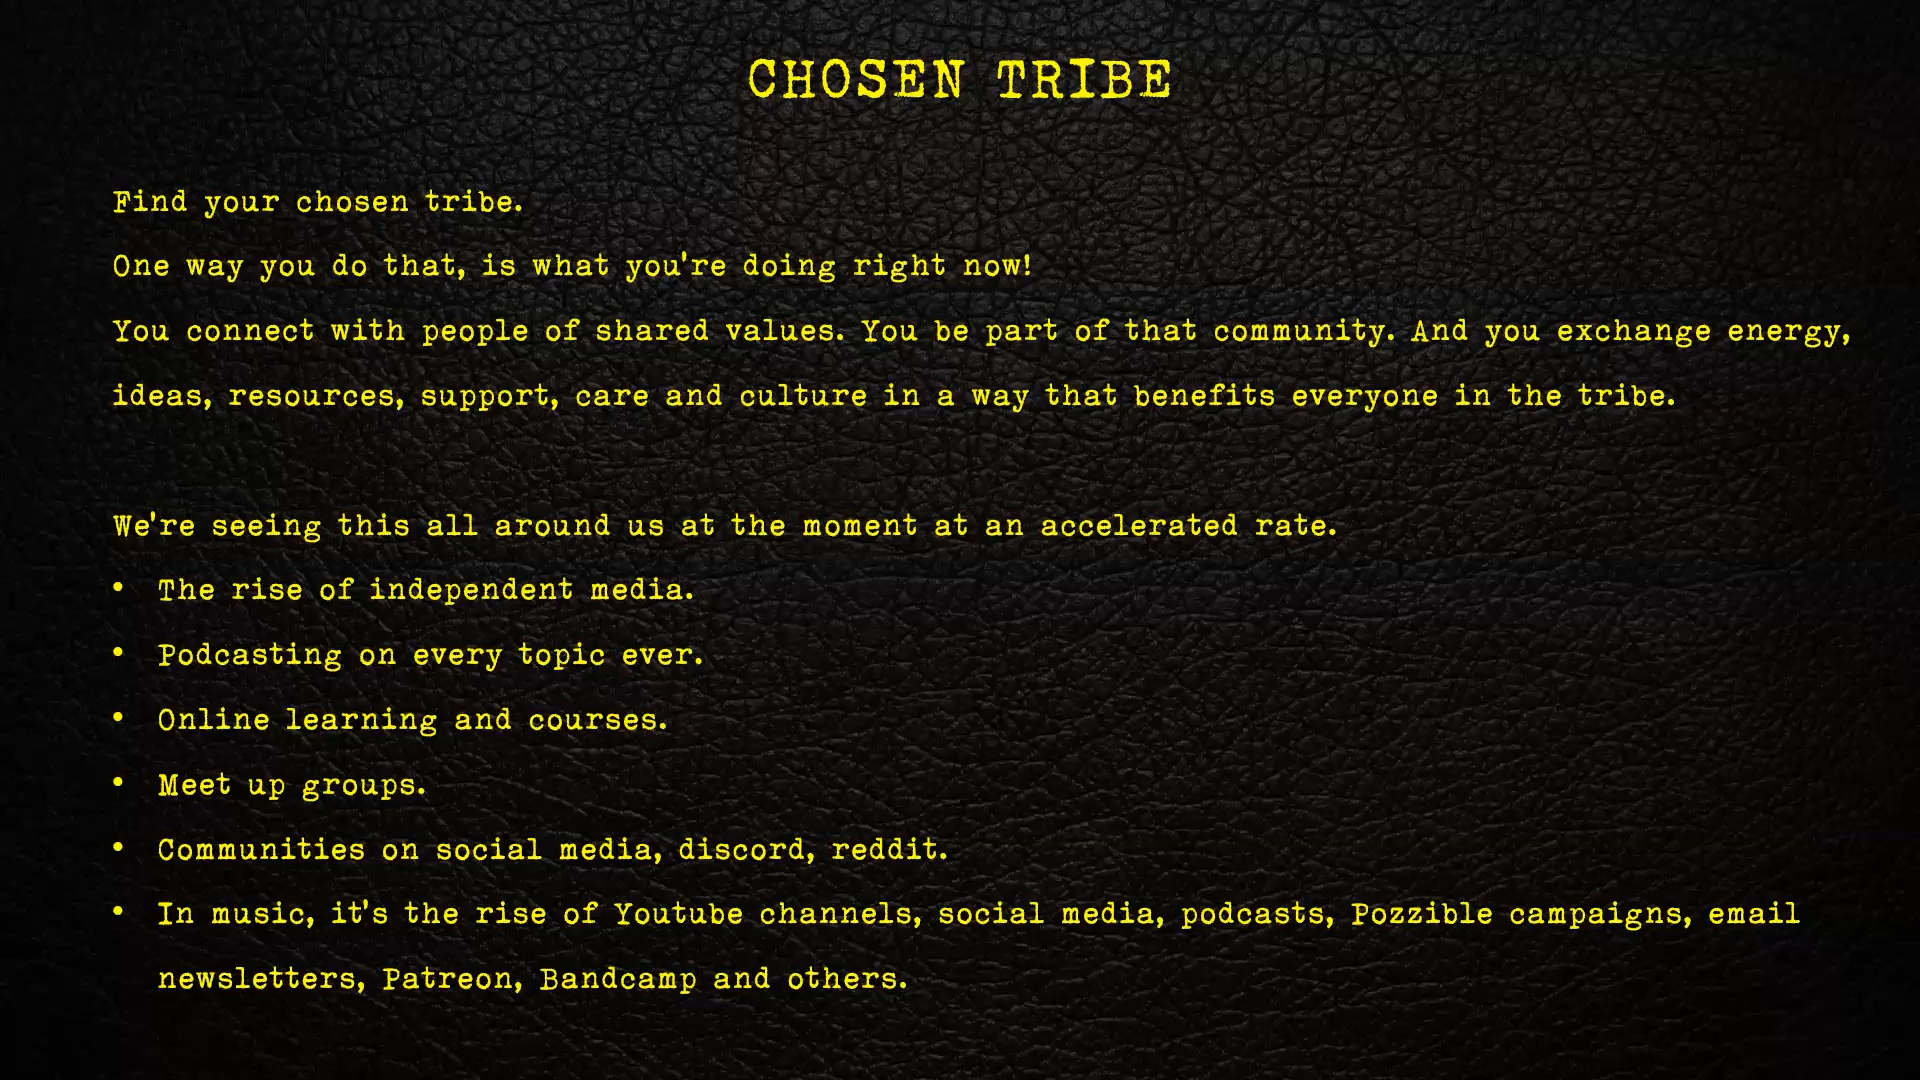 CHOSEN TRIBE
Find your chosen tribe.
One way you do that, is what you're doing right now!
You connect with people of shared values. You be part of that community. And you exchange energy,
ideas, resources, support, care and culture in a way that benefits everyone in the tribe.
We're seeing this all around us at the moment at an accelerated rate.
• The rise of independent media.
• Podcasting on every topic ever.
• Online learning and courses.
• Meet up groups.
• Communities on social media, discord, reddit.
• In music, it's the rise of Youtube channels, social media, podcasts, Pozzible campaigns, email
newsletters, Patreon, Bandcamp and others.